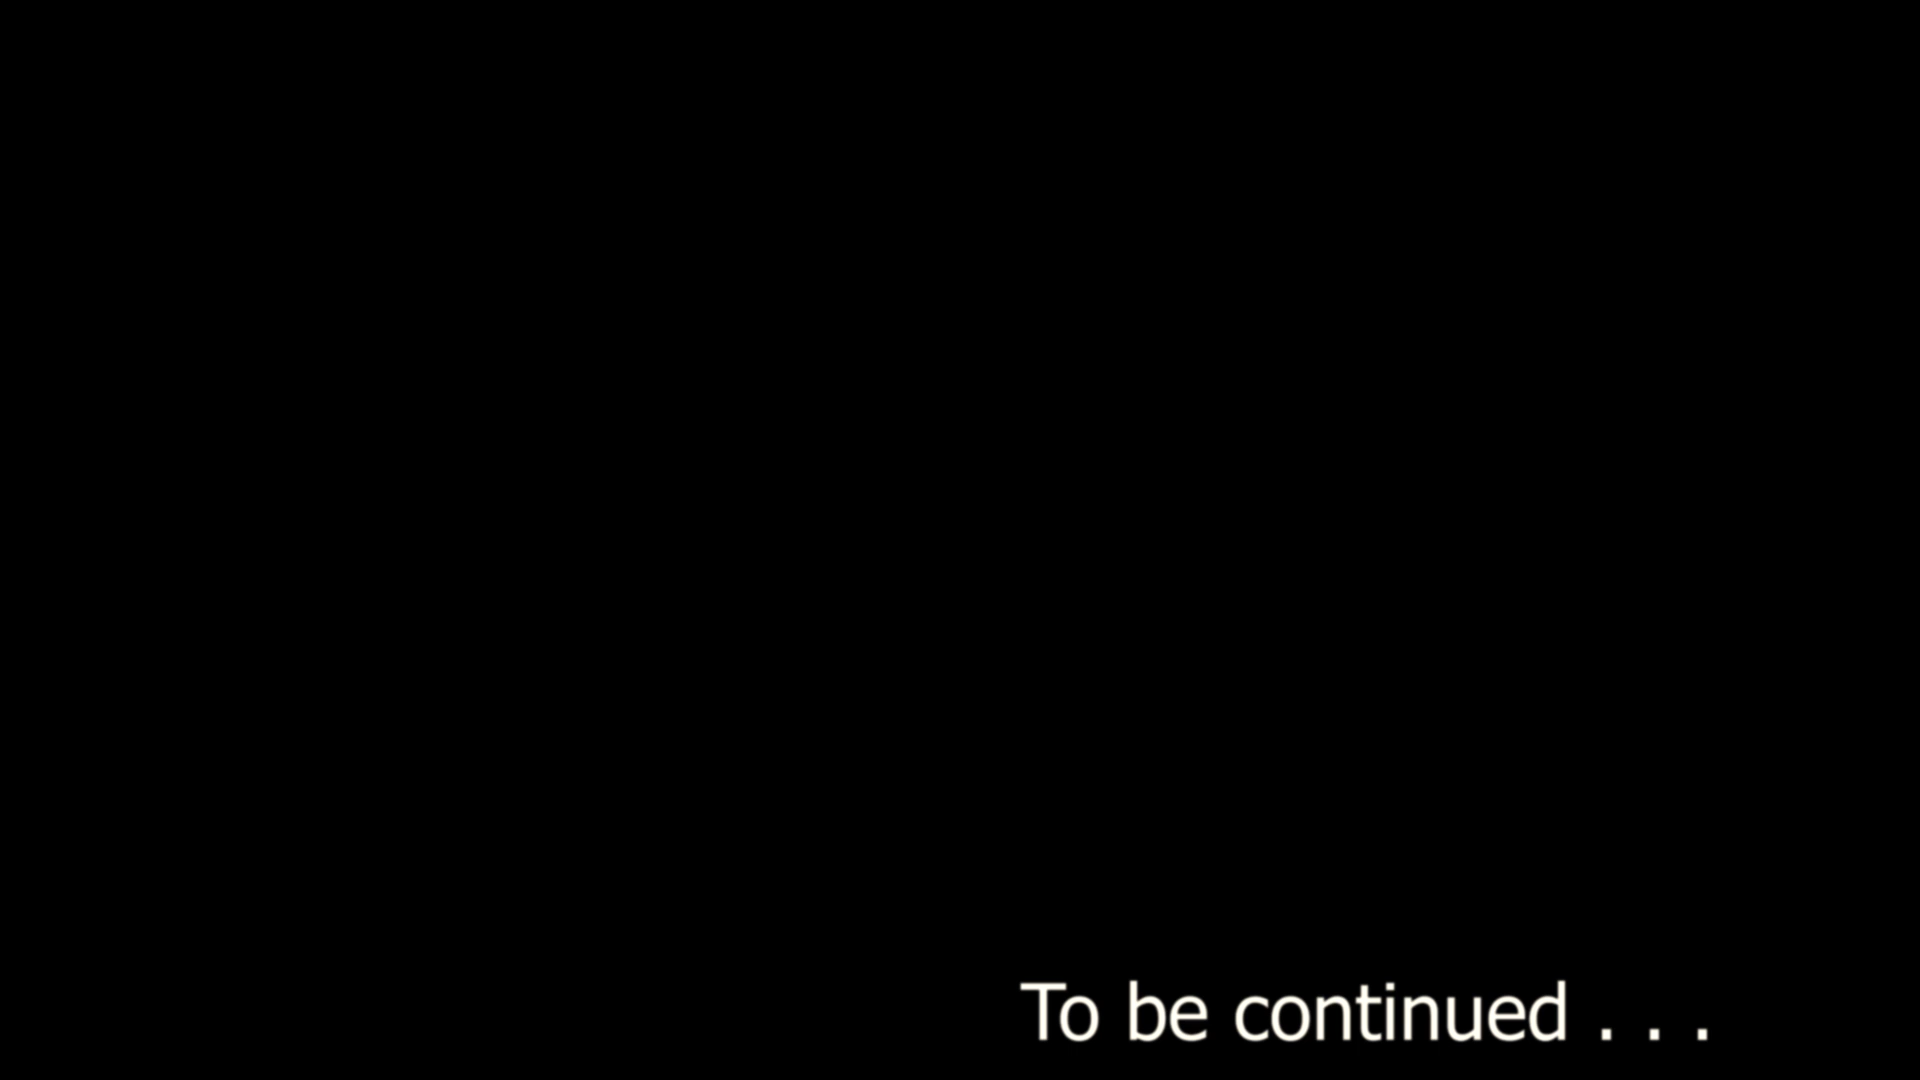 To be continued . . .